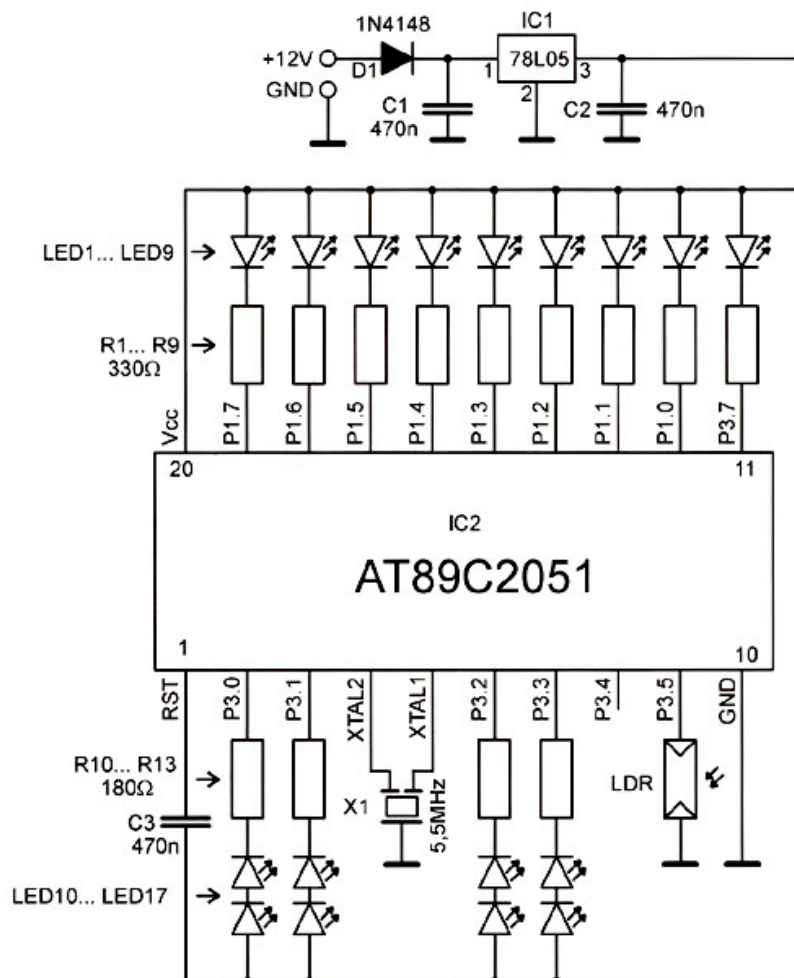 1N4148
IC1
+12V
D1
1
78L05
3
GND
2
C1
470n
C2
470n
LED1... LED9
R1... R9
330Ω
Vcc
P1.7
P1.6
P1.5
P1.4
P1.3
P1.2
P1.1
P1.0
P3.7
20
11
IC2
AT89C2051
1
10
RST
P3.0
P3.1
XTAL2
XTAL1
P3.2
P3.3
P3.4
P3.5
GND
R10... R13
180Ω
X1
5,5MHz
LDR
C3
470n
LED10... LED17